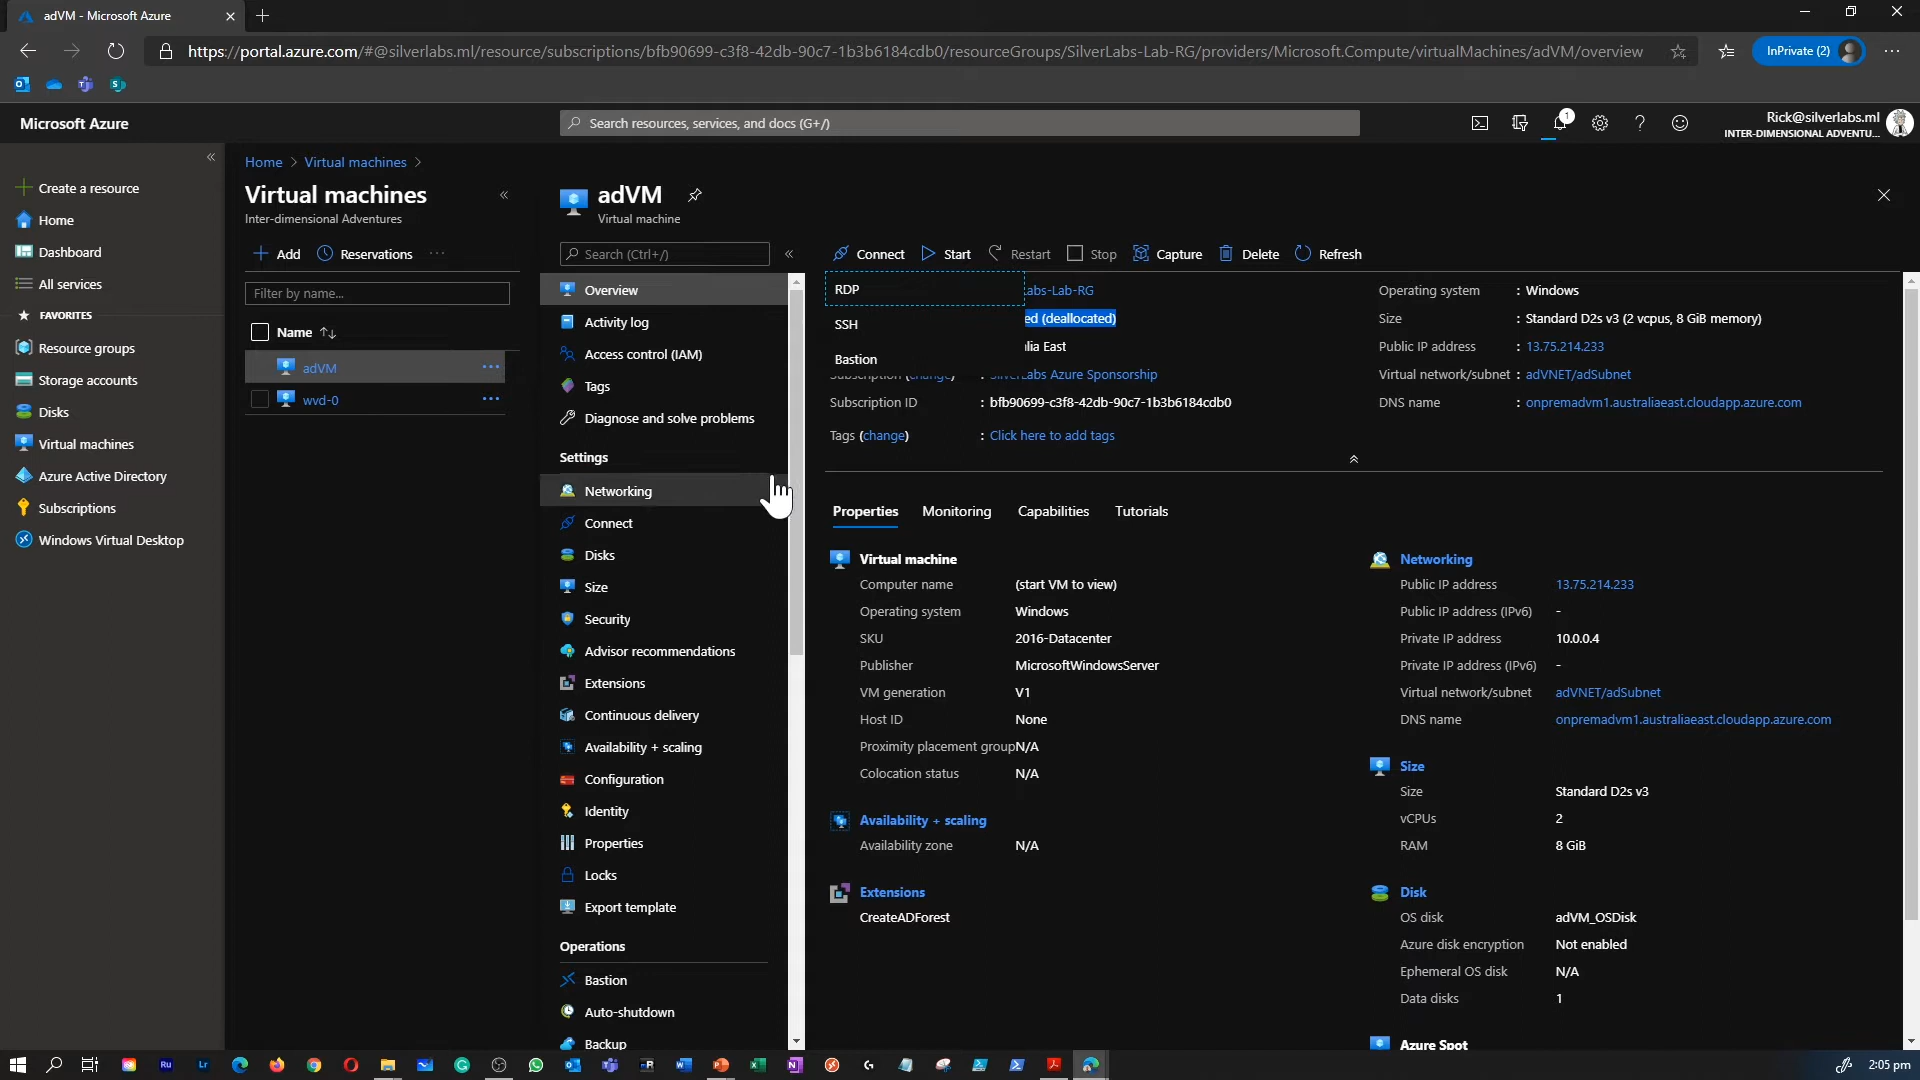 adVM - Microsoft Azure
https://portal.azure.com/#@silverlabs.ml/resource/subscriptions/bfb90699-c3f8-42db-90c7-1b3b6184cdb0/resourceGroups/SilverLabs-Lab-RG/providers/Microsoft.Compute/virtualMachines/adVM/overview
InPrivate (2)
Microsoft Azure
Search resources, services, and docs (G+/)
1
Rick@silverlabs.ml
INTER-DIMENSIONAL ADVENTU...
Create a resource
Home
Dashboard
All services
FAVORITES
Resource groups
Storage accounts
Disks
Virtual machines
Azure Active Directory
Subscriptions
Windows Virtual Desktop
Home > Virtual machines >
Virtual machines
Inter-dimensional Adventures
Add
Reservations
Filter by name...
Name
adVM
wvd-0
adVM
Virtual machine
Search (Ctrl+/)
Overview
Activity log
Access control (IAM)
Tags
Diagnose and solve problems
Settings
Networking
Connect
Disks
Size
Security
Advisor recommendations
Extensions
Continuous delivery
Availability + scaling
Configuration
Identity
Properties
Locks
Export template
Operations
Bastion
Auto-shutdown
Backup
Connect
Start
Restart
Stop
Capture
Delete
Refresh
RDP
SSH
Bastion
abs-Lab-RG
ed (deallocated)
lia East
Subscription (change) : SilverLabs Azure Sponsorship
Subscription ID : bfb90699-c3f8-42db-90c7-1b3b6184cdb0
Tags (change) : Click here to add tags
Operating system : Windows
Size : Standard D2s v3 (2 vcpus, 8 GiB memory)
Public IP address : 13.75.214.233
Virtual network/subnet : adVNET/adSubnet
DNS name : onpremadvm1.australiaeast.cloudapp.azure.com
Properties
Monitoring
Capabilities
Tutorials
Virtual machine
Computer name (start VM to view)
Operating system Windows
SKU 2016-Datacenter
Publisher MicrosoftWindowsServer
VM generation V1
Host ID None
Proximity placement group N/A
Colocation status N/A
Availability + scaling
Availability zone N/A
Extensions
CreateADForest
Networking
Public IP address 13.75.214.233
Public IP address (IPv6) -
Private IP address 10.0.0.4
Private IP address (IPv6) -
Virtual network/subnet adVNET/adSubnet
DNS name onpremadvm1.australiaeast.cloudapp.azure.com
Size
Size Standard D2s v3
vCPUs 2
RAM 8 GiB
Disk
OS disk adVM_OSDisk
Azure disk encryption Not enabled
Ephemeral OS disk N/A
Data disks 1
Azure Spot
2:05 pm